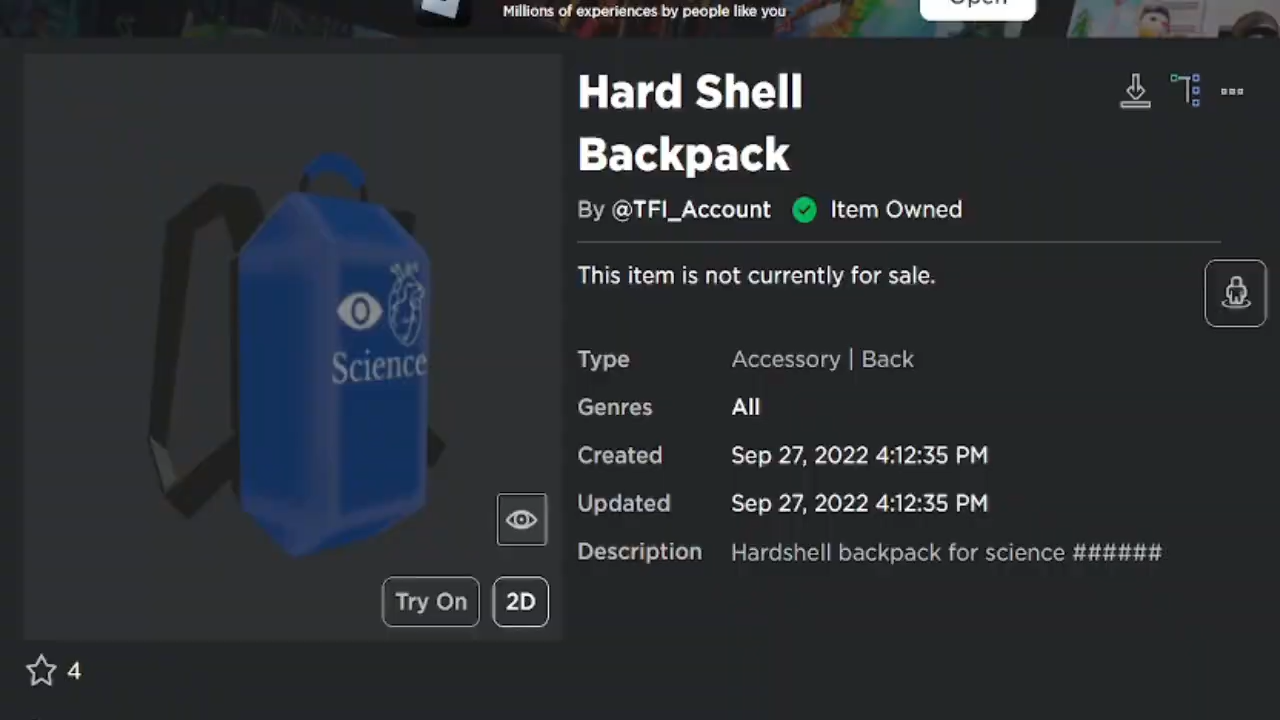 Millions of experiences by people like you
Open
Hard Shell
Backpack
By @TFI_Account Item Owned
This item is not currently for sale.
Science
Type Accessory | Back
Genres All
Created Sep 27, 2022 4:12:35 PM
Updated Sep 27, 2022 4:12:35 PM
Description Hardshell backpack for science ######
Try On 2D
4